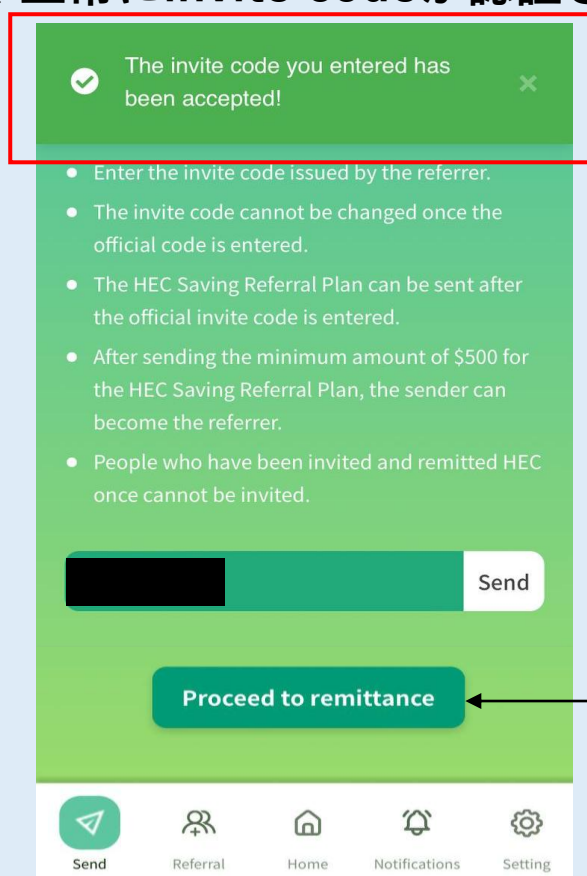 The invite code you entered has
been accepted!
Enter the invite code issued by the referrer.
The invite code cannot be changed once the
official code is entered.
The HEC Saving Referral Plan can be sent after
the official invite code is entered.
After sending the minimum amount of $500 for
the HEC Saving Referral Plan, the sender can
become the referrer.
People who have been invited and remitted HEC
once cannot be invited.
Send
Proceed to remittance
Send Referral Home Notifications Setting